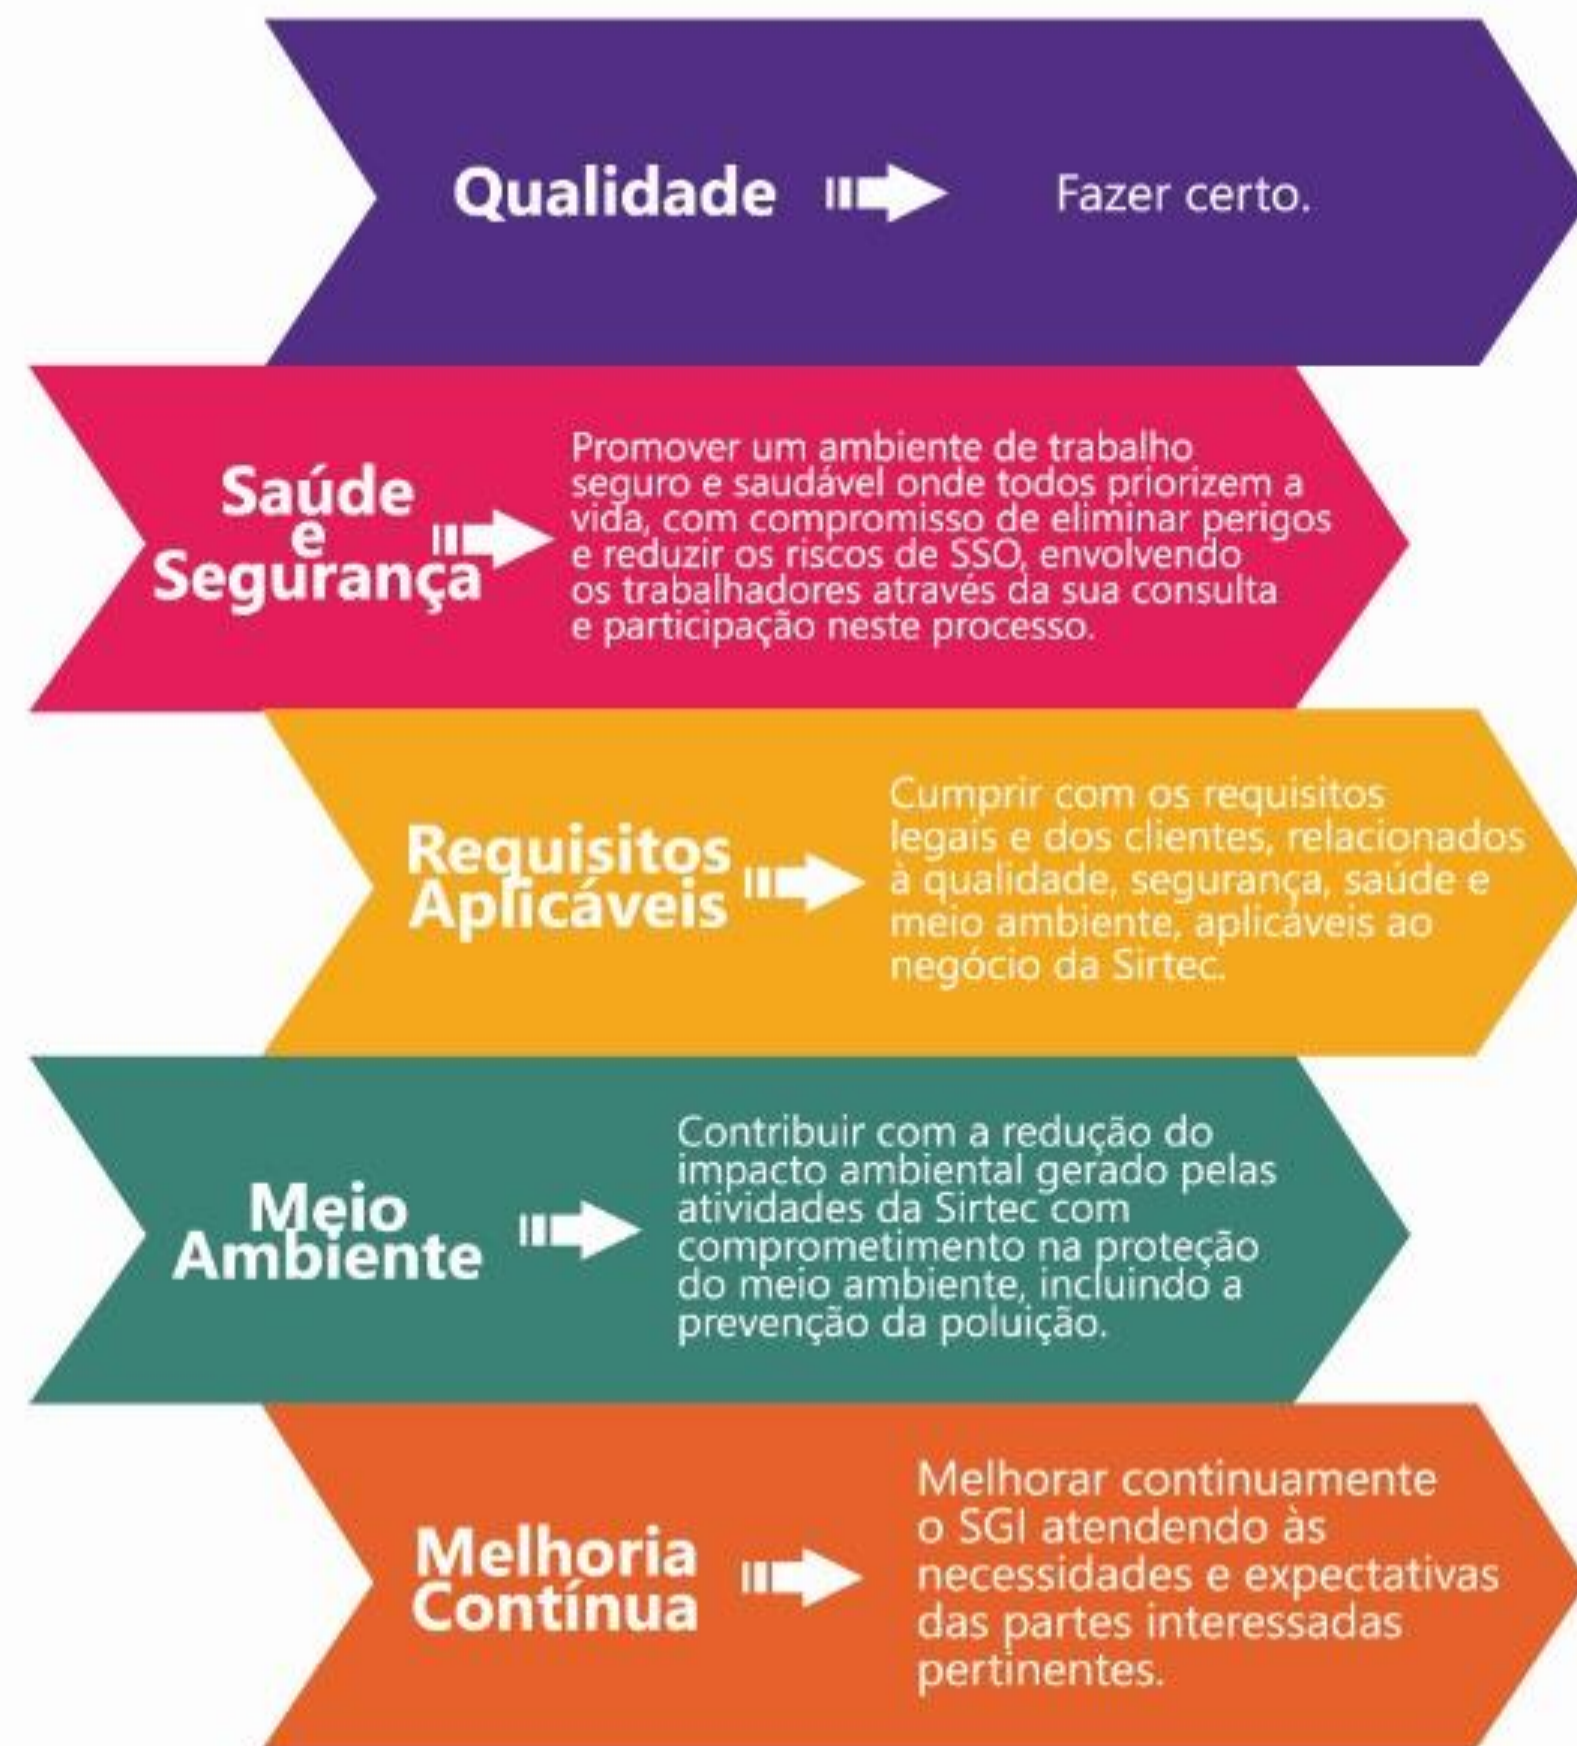 Qualidade
Fazer certo.
Saúde
e
Segurança
Promover um ambiente de trabalho
seguro e saudável onde todos priorizem a
vida, com compromisso de eliminar perigos
e reduzir os riscos de SSO, envolvendo
os trabalhadores através da sua consulta
e participação neste processo.
Requisitos
Aplicáveis
Cumprir com os requisitos
legais e dos clientes, relacionados
à qualidade, segurança, saúde e
meio ambiente, aplicáveis ao
negócio da Sirtec.
Meio
Ambiente
Contribuir com a redução do
impacto ambiental gerado pelas
atividades da Sirtec com
comprometimento na proteção
do meio ambiente, incluindo a
prevenção da poluição.
Melhoria
Contínua
Melhorar continuamente
o SGI atendendo às
necessidades e expectativas
das partes interessadas
pertinentes.